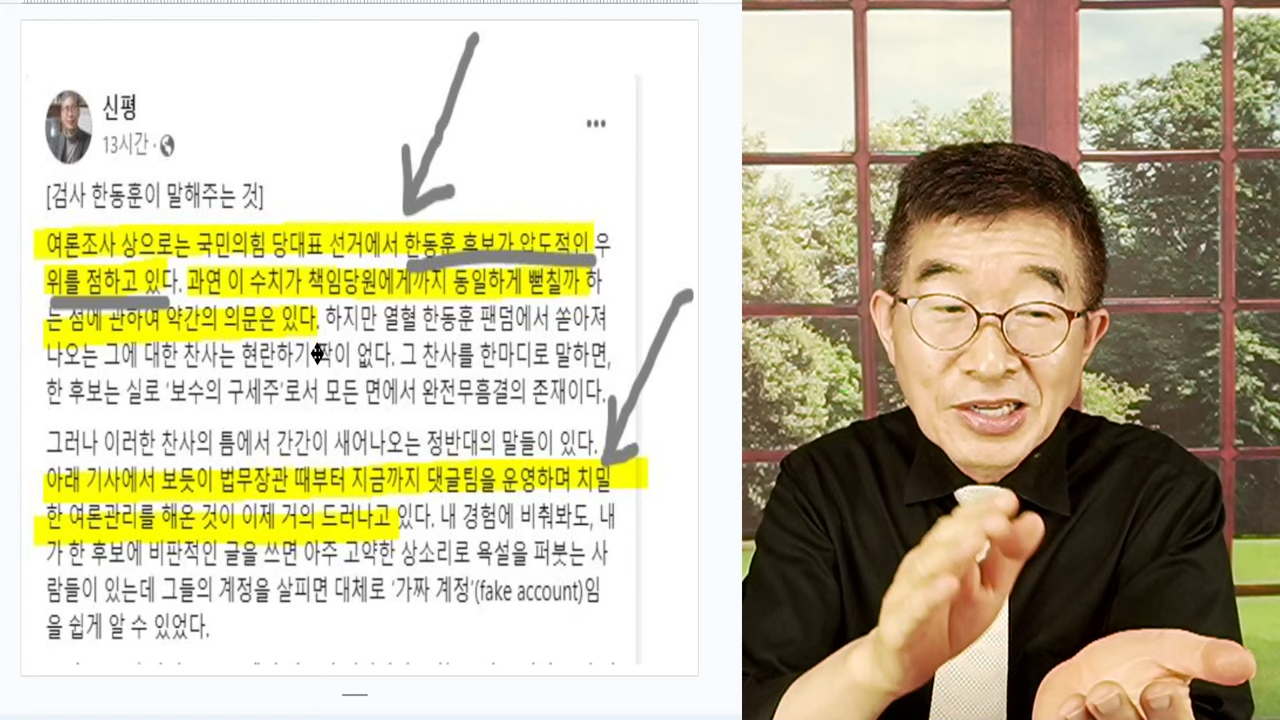 신평
13시간
[검사 한동훈이 말해주는 것]
여론조사 상으로는 국민의힘 당대표 선거에서 한동훈 후보가 압도적인 우
위를 점하고 있다. 과연 이 수치가 책임당원에게까지 동일하게 뻗칠까 하
는 점에 관하여 약간의 의문은 있다. 하지만 열혈 한동훈 팬덤에서 쏟아져
나오는 그에 대한 찬사는 현란하기 짝이 없다. 그 찬사를 한마디로 말하면,
한 후보는 실로 '보수의 구세주'로서 모든 면에서 완전무흠결의 존재이다.
그러나 이러한 찬사의 틈에서 간간이 새어나오는 정반대의 말들이 있다.
아래 기사에서 보듯이 법무장관 때부터 지금까지 댓글팀을 운영하며 치밀
한 여론관리를 해온 것이 이제 거의 드러나고 있다. 내 경험에 비춰봐도, 내
가 한 후보에 비판적인 글을 쓰면 아주 고약한 상소리로 욕설을 퍼붓는 사
람들이 있는데 그들의 계정을 살피면 대체로 '가짜 계정'(fake account)임
을 쉽게 알 수 있었다.